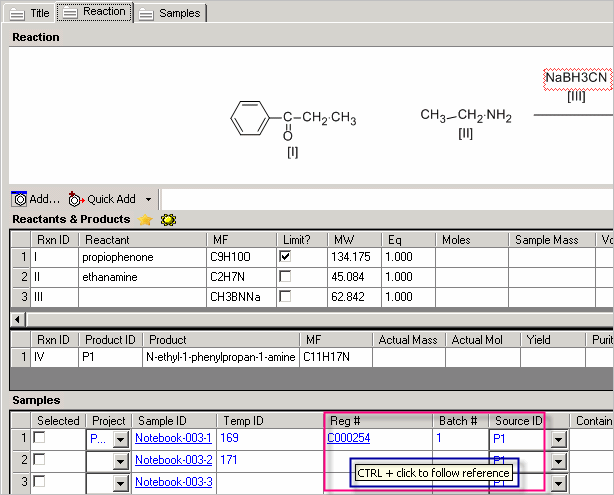 Title Reaction Samples
Reaction
NaBH3CN
[III]
C CH2·CH3
O
[I]
CH3 CH2·NH2
[II]
Add... Quick Add
Reactants & Products
Rxn ID Reactant MF Limit? MW Eq Moles Sample Mass Vo
1 I propiophenone C9H10O 134.175 1.000
2 II ethanamine C2H7N 45.084 1.000
3 III CH3BNNa 62.842 1.000
Rxn ID Product ID Product MF Actual Mass Actual Mol Yield Purit
1 IV P1 N-ethyl-1-phenylpropan-1-amine C11H17N
Samples
Selected Project Sample ID Temp ID Reg # Batch # Source ID Contain
1 P... Notebook-003-1 169 C000254 1 P1
2 Notebook-003-2 171 P1
CTRL + click to follow reference
3 Notebook-003-3 P1